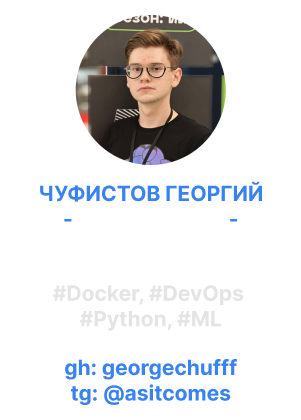 ЧУФИСТОВ ГЕОРГИЙ
- -
#Docker, #DevOps
#Python, #ML
gh: georgechufff
tg: @asitcomes